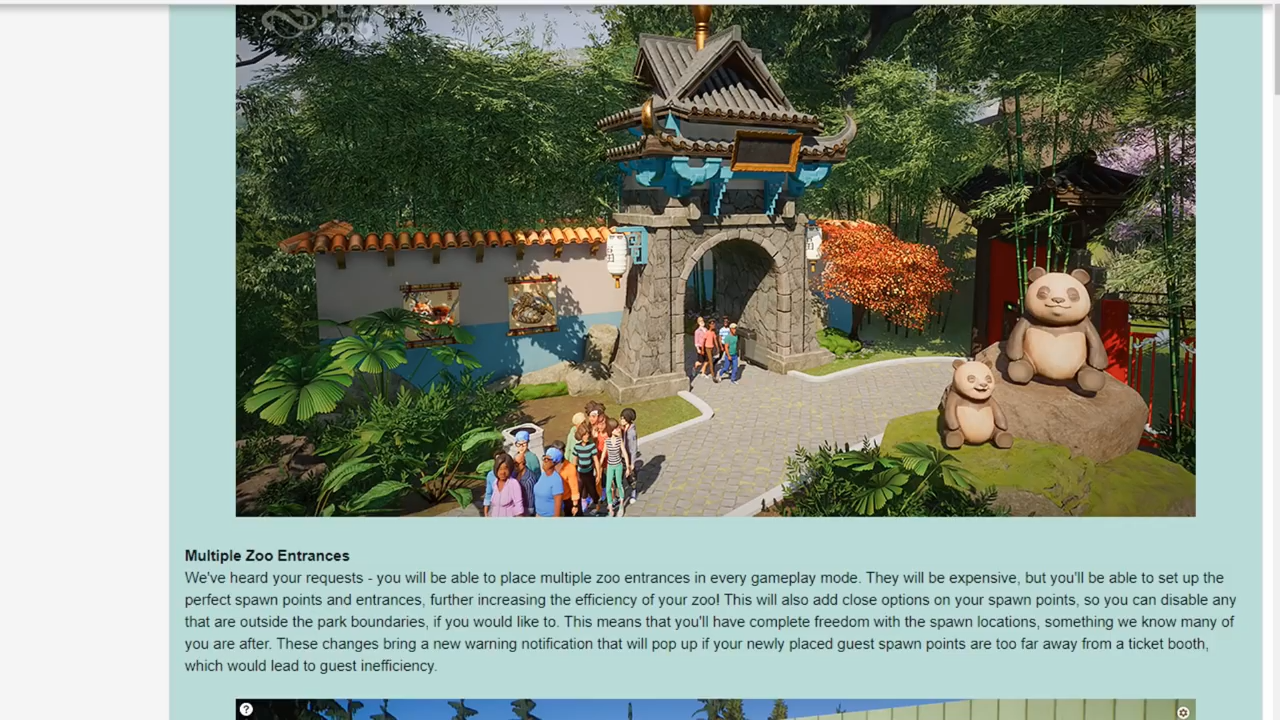 Multiple Zoo Entrances
We've heard your requests - you will be able to place multiple zoo entrances in every gameplay mode. They will be expensive, but you'll be able to set up the
perfect spawn points and entrances, further increasing the efficiency of your zoo! This will also add close options on your spawn points, so you can disable any
that are outside the park boundaries, if you would like to. This means that you'll have complete freedom with the spawn locations, something we know many of
you are after. These changes bring a new warning notification that will pop up if your newly placed guest spawn points are too far away from a ticket booth,
which would lead to guest inefficiency.
?